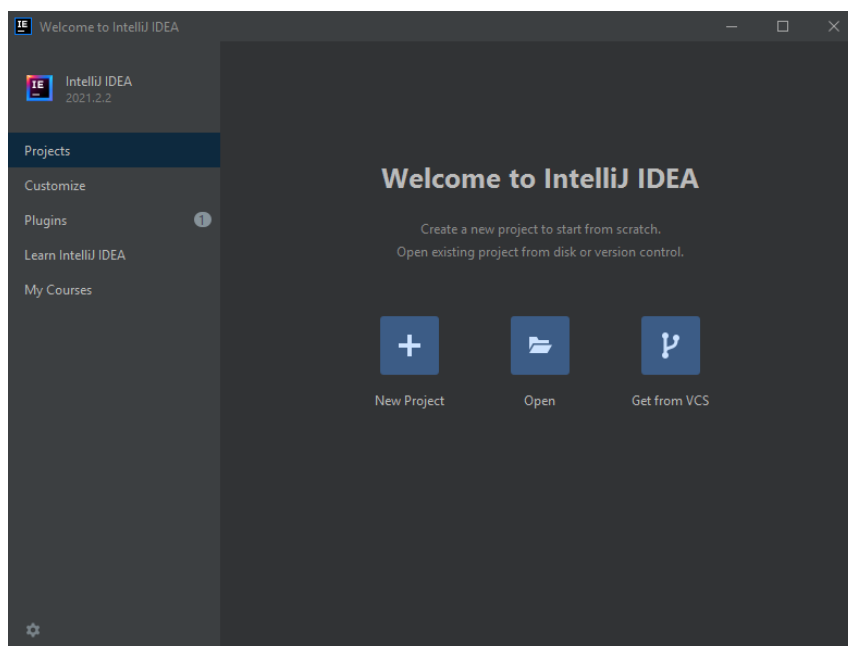 IE Welcome to IntelliJ IDEA
IE
IntelliJ IDEA
2021.2.2
Projects
Customize
Plugins 1
Learn IntelliJ IDEA
My Courses
Welcome to IntelliJ IDEA
Create a new project to start from scratch.
Open existing project from disk or version control.
New Project Open Get from VCS